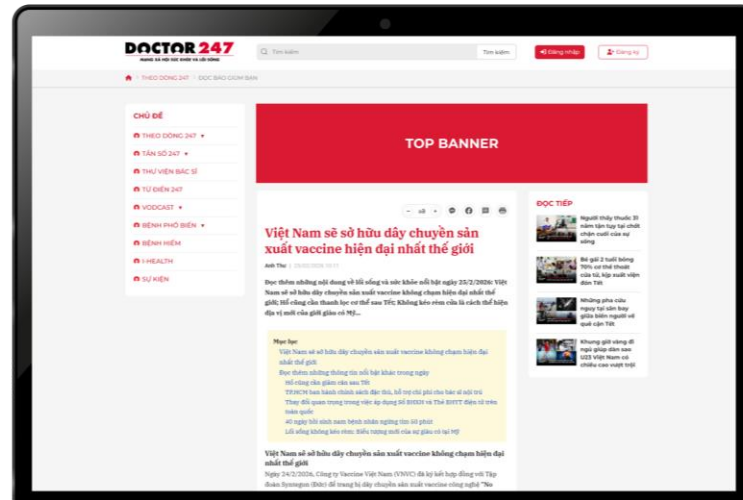 DOCTOR 247
MẠNG XÃ HỘI SỨC KHỎE VÀ LỐI SỐNG
Tìm kiếm
Tìm kiếm
Đăng nhập
Đăng ký
THEO DÒNG 247
ĐỌC BÁO GIÙM BẠN
CHỦ ĐỀ
THEO DÒNG 247
TẦN SỐ 247
THƯ VIỆN BÁC SĨ
TỪ ĐIỂN 247
VODCAST
BỆNH PHỔ BIẾN
BỆNH HIẾM
I-HEALTH
SỰ KIỆN
TOP BANNER
- cỡ +
Việt Nam sẽ sở hữu dây chuyền sản
xuất vaccine hiện đại nhất thế giới
Anh Thu
Đọc thêm những nội dung về lối sống và sức khỏe nổi bật ngày 25/2/2026: Việt
Nam sẽ sở hữu dây chuyền sản xuất vaccine không chạm hiện đại nhất thế
giới; Hổ cũng cần thanh lọc cơ thể sau Tết; Không kéo rèm cửa là cách thể hiện
địa vị mới của giới giàu có Mỹ...
Mục lục
Việt Nam sẽ sở hữu dây chuyền sản xuất vaccine không chạm hiện đại
nhất thế giới
Đọc thêm những thông tin nổi bật khác trong ngày
Hổ cũng cần giảm cân sau Tết
TP.HCM ban hành chính sách đặc thù, hỗ trợ chi phí cho bác sĩ nội trú
Thay đổi quan trọng trong việc áp dụng Sổ BHXH và Thẻ BHYT điện tử trên
toàn quốc
40 ngày hồi sinh nam bệnh nhân ngừng tim 60 phút
Lối sống không kéo rèm: Biểu tượng mới của sự giàu có tại Mỹ
Việt Nam sẽ sở hữu dây chuyền sản xuất vaccine không chạm hiện đại
nhất thế giới
Ngày 24/2/2026, Công ty Vaccine Việt Nam (VNVC) đã ký kết hợp đồng với Tập
đoàn Syntegon (Đức) để trang bị dây chuyền sản xuất vaccine công nghệ "No
ĐỌC TIẾP
Người thầy thuốc 31
năm tận tụy tại chốt
chặn cuối của sự
sống
Bé gái 2 tuổi bỏng
70% cơ thể thoát
cửa tử, kịp xuất viện
đón Tết
Những pha cứu
nguy tại sân bay
giữa biển người về
quê cận Tết
Khung giờ vàng đi
ngủ giúp dàn sao
U23 Việt Nam có
chiều cao vượt trội